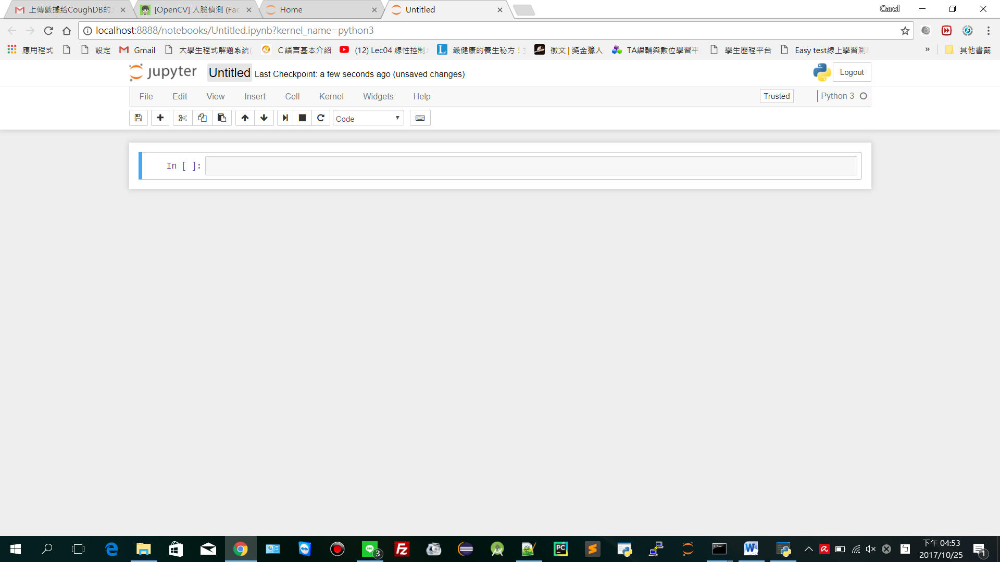 上傳數據給CoughDB的
[OpenCV] 人臉偵測 (Fac
Home
Untitled
Carol
localhost:8888/notebooks/Untitled.ipynb?kernel_name=python3
應用程式
設定
Gmail
大學生程式解題系統(
C 語言基本介紹
(12) Lec04 線性控制
最健康的養生秘方!
徵文 | 獎金獵人
TA課輔與數位學習平
學生歷程平台
Easy test線上學習測
»
其他書籤
jupyter
Untitled
Last Checkpoint: a few seconds ago (unsaved changes)
Logout
File
Edit
View
Insert
Cell
Kernel
Widgets
Help
Trusted
Python 3
Code
In [ ]:
LINE
3
FZ
PC
W
下午 04:53
2017/10/25
1